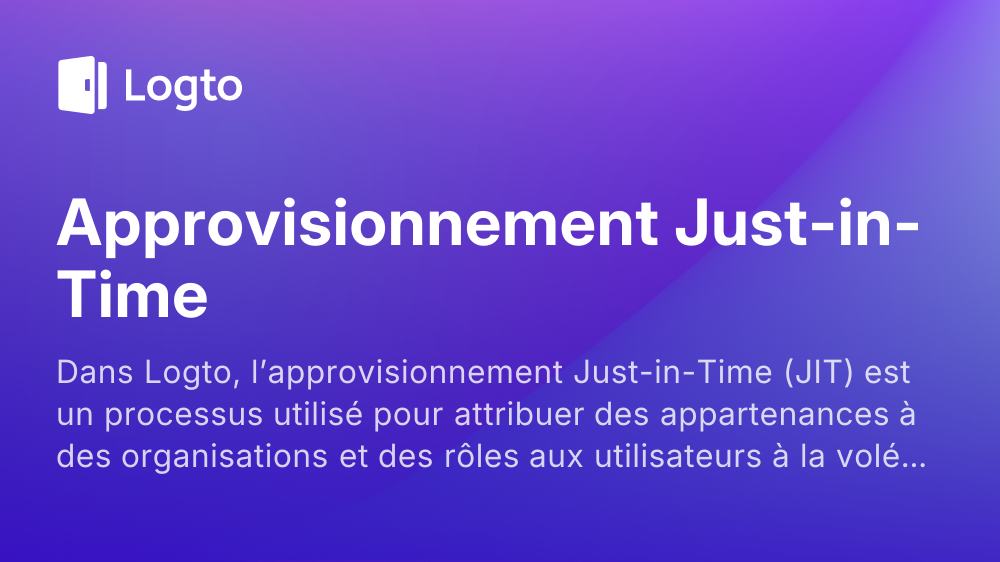 Logto
Approvisionnement Just-in-
Time
Dans Logto, l’approvisionnement Just-in-Time (JIT) est
un processus utilisé pour attribuer des appartenances à
des organisations et des rôles aux utilisateurs à la volé...